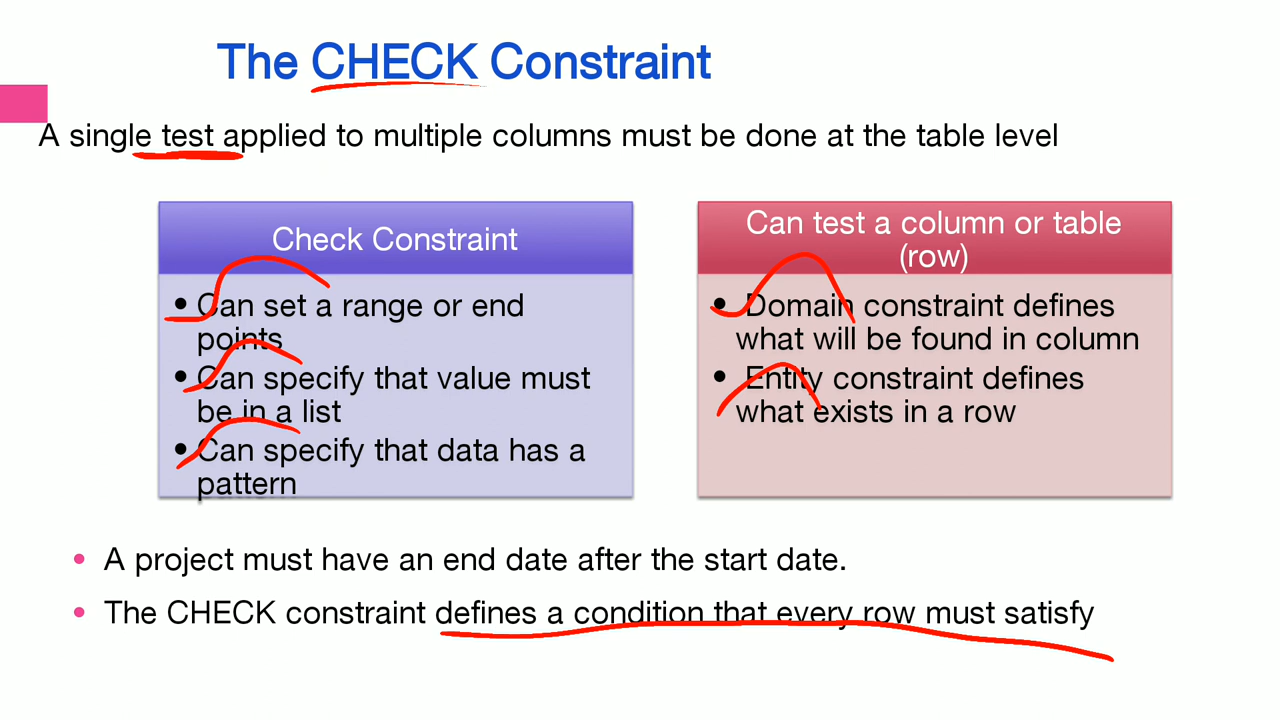 The CHECK Constraint
A single test applied to multiple columns must be done at the table level
Check Constraint
• Can set a range or end
points
• Can specify that value must
be in a list
• Can specify that data has a
pattern
Can test a column or table
(row)
• Domain constraint defines
what will be found in column
• Entity constraint defines
what exists in a row
• A project must have an end date after the start date.
• The CHECK constraint defines a condition that every row must satisfy